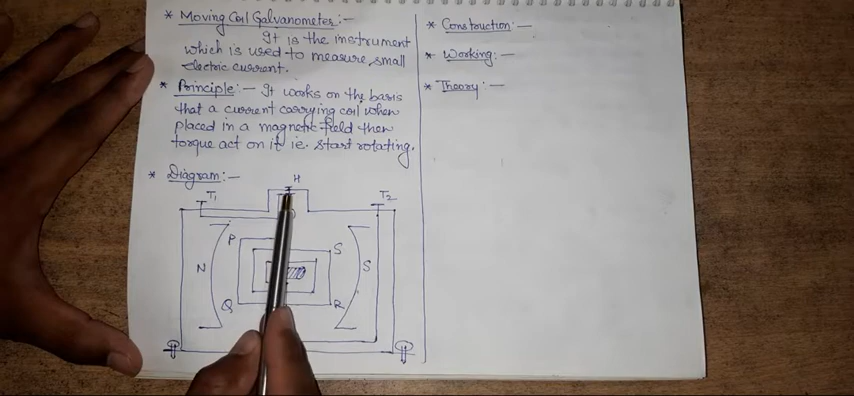 * Moving Coil Galvanometer:-
It is the instrument
which is used to measure small
electric current.
* Principle:- It works on the basis
that a current carrying coil when
placed in a magnetic field then
torque act on it ie. start rotating.
* Diagram:-
H
T1
T2
P
S
N
S
Q
R
* Construction:-
* Working:-
* Theory:-